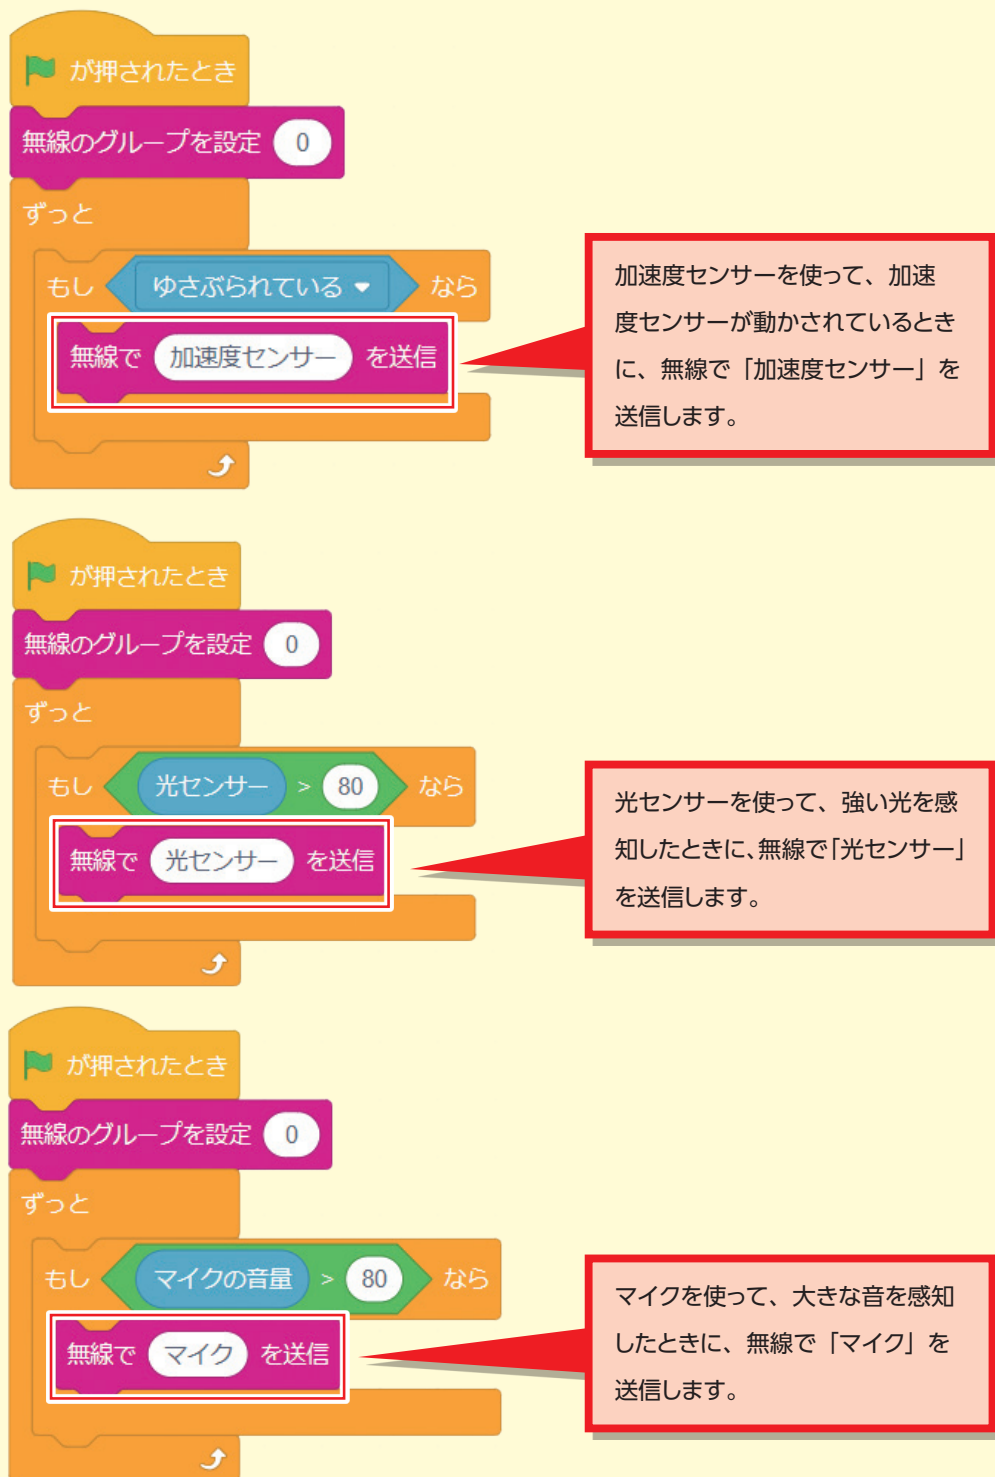 が押されたとき
無線のグループを設定 0
ずっと
もし ゆさぶられている なら
無線で 加速度センサー を送信
加速度センサーを使って、加速
度センサーが動かされているとき
に、無線で「加速度センサー」を
送信します。
が押されたとき
無線のグループを設定 0
ずっと
もし 光センサー > 80 なら
無線で 光センサー を送信
光センサーを使って、強い光を感
知したときに、無線で「光センサー」
を送信します。
が押されたとき
無線のグループを設定 0
ずっと
もし マイクの音量 > 80 なら
無線で マイク を送信
マイクを使って、大きな音を感知
したときに、無線で「マイク」を
送信します。